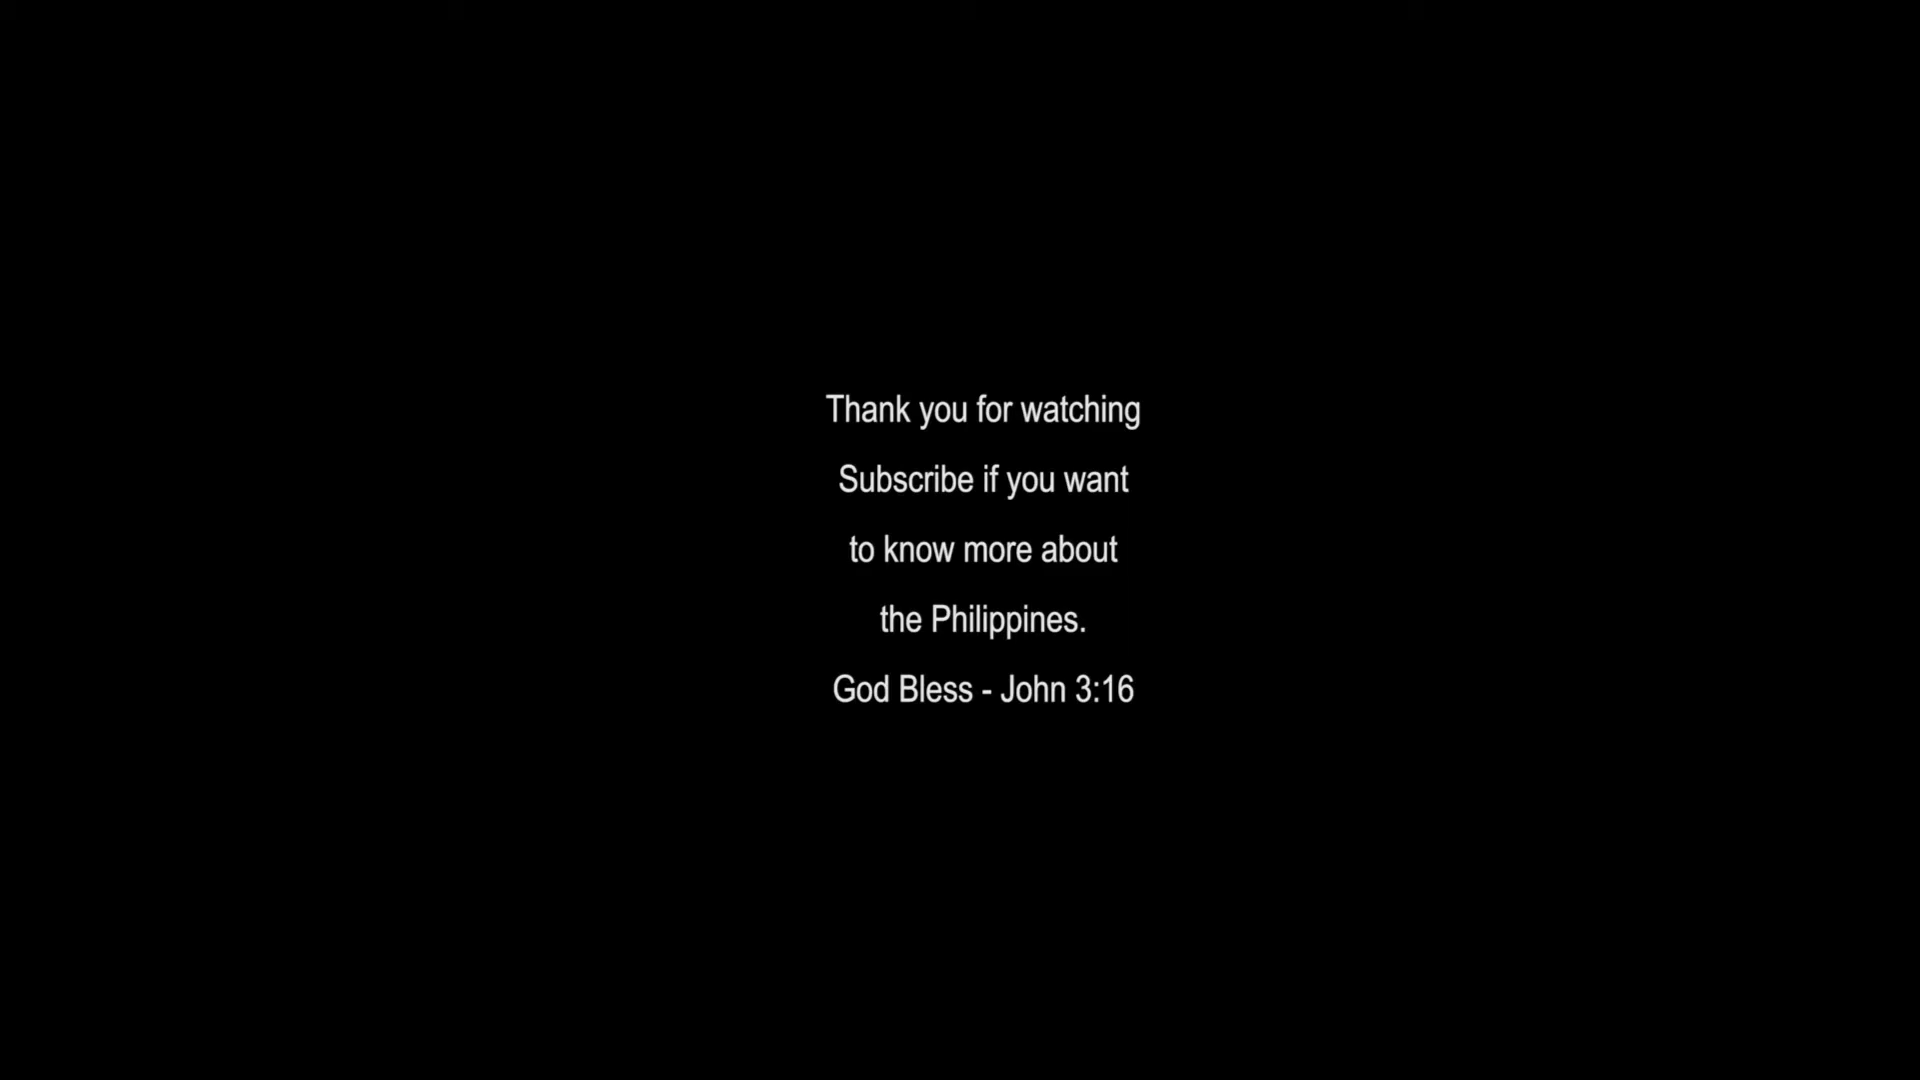 Thank you for watching
Subscribe if you want
to know more about
the Philippines.
God Bless - John 3:16